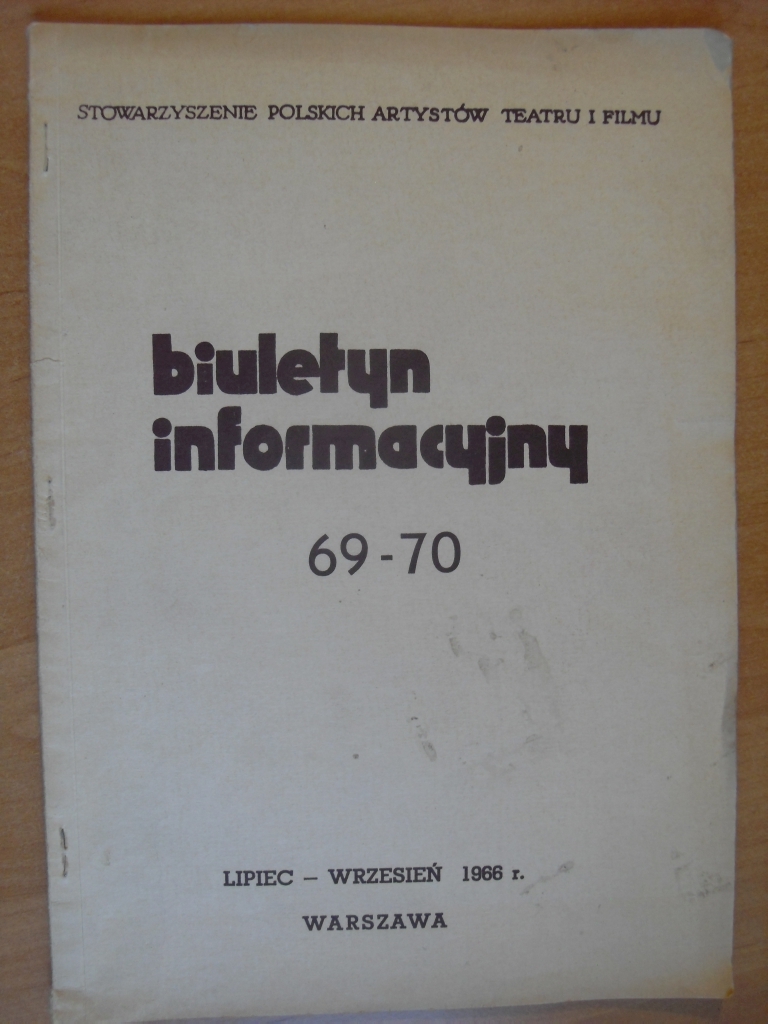 STOWARZYSZENIE POLSKICH ARTYSTÓW TEATRU I FILMU
biuletyn
informacyjny
69-70
LIPIEC – WRZESIEŃ 1966 r.
WARSZAWA